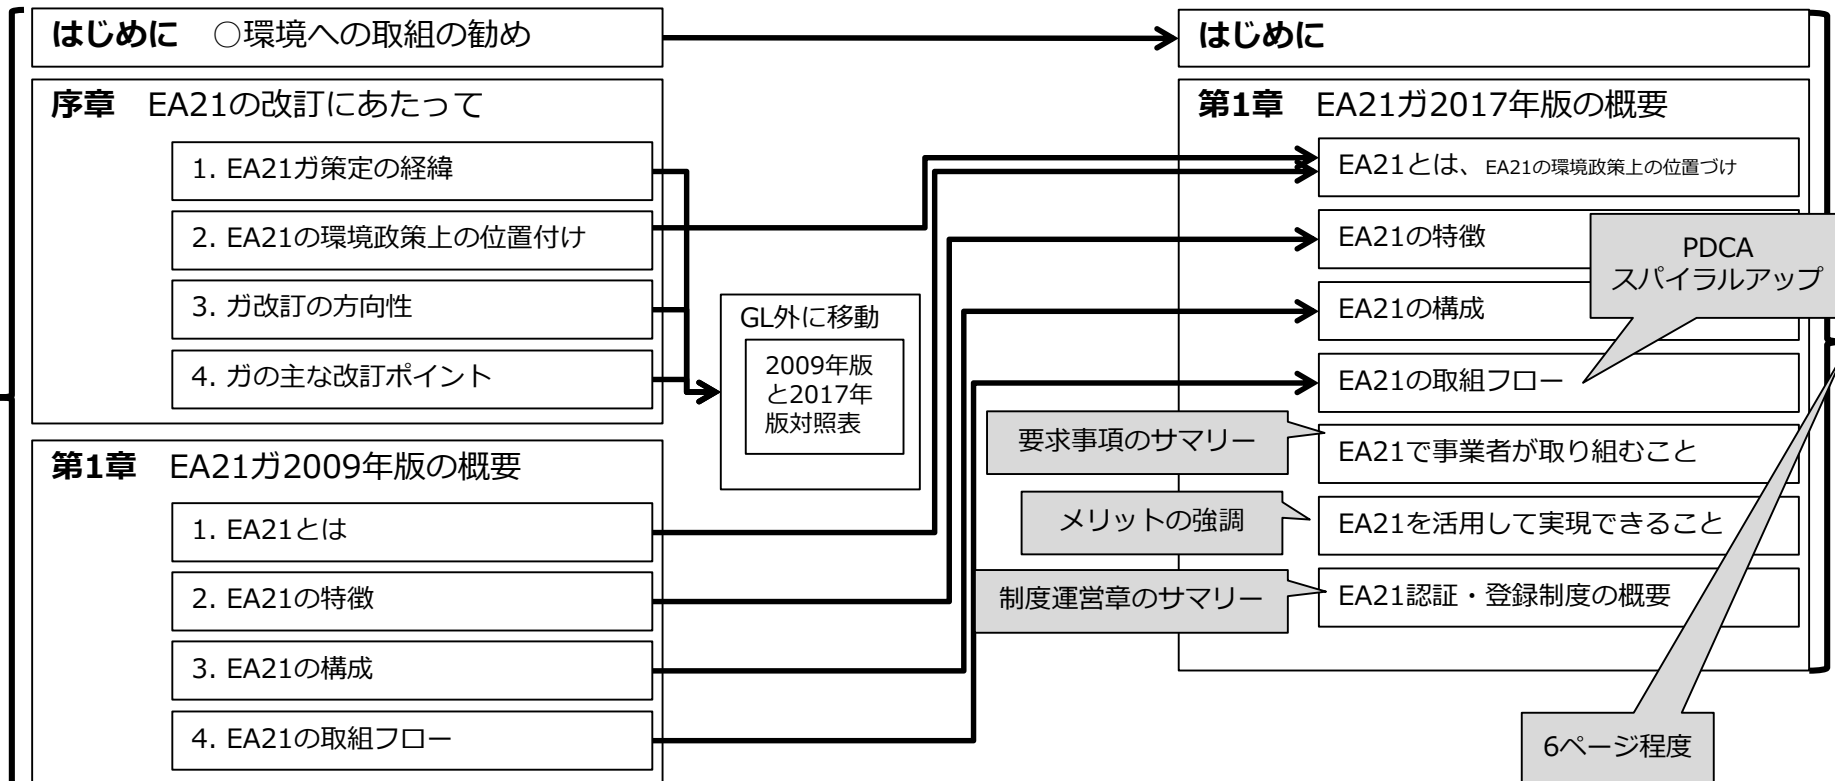 はじめに　○環境への取組の勧め
序章　EA21の改訂にあたって
1. EA21ガ策定の経緯
2. EA21の環境政策上の位置付け
3. ガ改訂の方向性
4. ガの主な改訂ポイント
第1章　EA21ガ2009年版の概要
1. EA21とは
2. EA21の特徴
3. EA21の構成
4. EA21の取組フロー
GL外に移動
2009年版
と2017年
版対照表
はじめに
第1章　EA21ガ2017年版の概要
EA21とは、EA21の環境政策上の位置づけ
EA21の特徴
PDCA
スパイラルアップ
EA21の構成
EA21の取組フロー
要求事項のサマリー
EA21で事業者が取り組むこと
メリットの強調
EA21を活用して実現できること
制度運営章のサマリー
EA21認証・登録制度の概要
6ページ程度